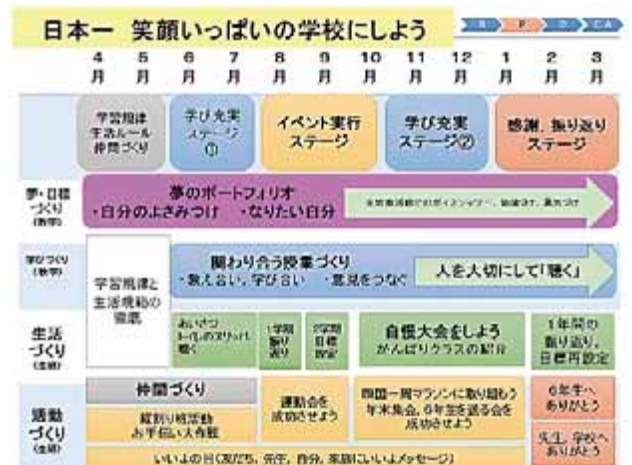 日本一 笑顔いっぱいの学校にしよう
R P D CA
4月 5月 6月 7月 8月 9月 10月 11月 12月 1月 2月 3月
学習規律
生活ルール
仲間づくり
学び充実
ステージ
①
イベント実行
ステージ
学び充実
ステージ②
感謝、振り返り
ステージ
夢・目標
づくり
夢のポートフォリオ
・自分のよさみつけ ・なりたい自分
学びづくり
学習規律と
生活規範の
徹底
関わり合う授業づくり
・教え合い、学び合い ・意見をつなぐ
人を大切にして「聴く」
生活
づくり
あいさつ
トイレのスリッパ
聴く
1学期
振り
返り
2学期
目標
設定
自慢大会をしよう
がんばりクラスの紹介
1年間の
振り返り、
目標再設定
活動
づくり
仲間づくり
縦割り班活動
お手伝い大作戦
運動会を
成功させよう
四国一周マラソンに取り組もう
年末集会、6年生を送る会を
成功させよう
6年生へ
ありがとう
先生、学校へ
ありがとう
いいよの日(友だち、先生、自分、家族にいいよメッセージ)